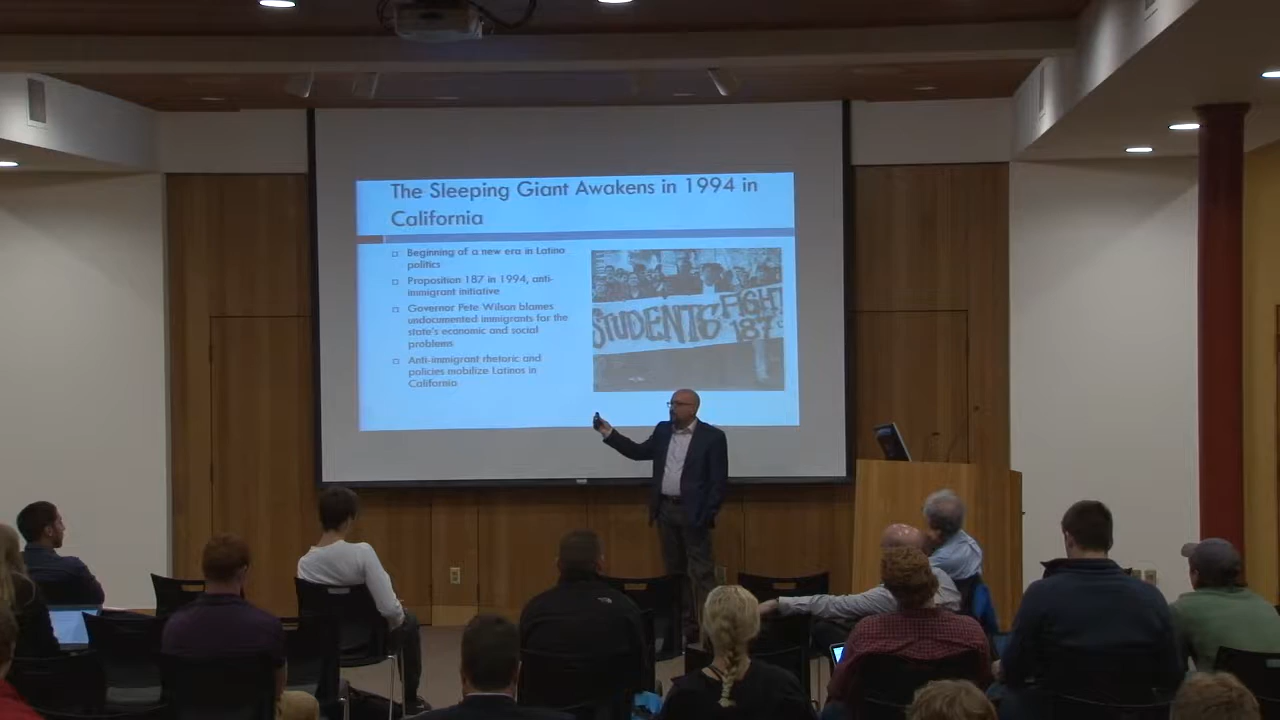 The Sleeping Giant Awakens in 1994 in
California
Beginning of a new era in Latino
politics
Proposition 187 in 1994, anti-
immigrant initiative
Governor Pete Wilson blames
undocumented immigrants for the
state's economic and social
problems
Anti-immigrant rhetoric and
policies mobilize Latinos in
California
STUDENTS FIGHT
187